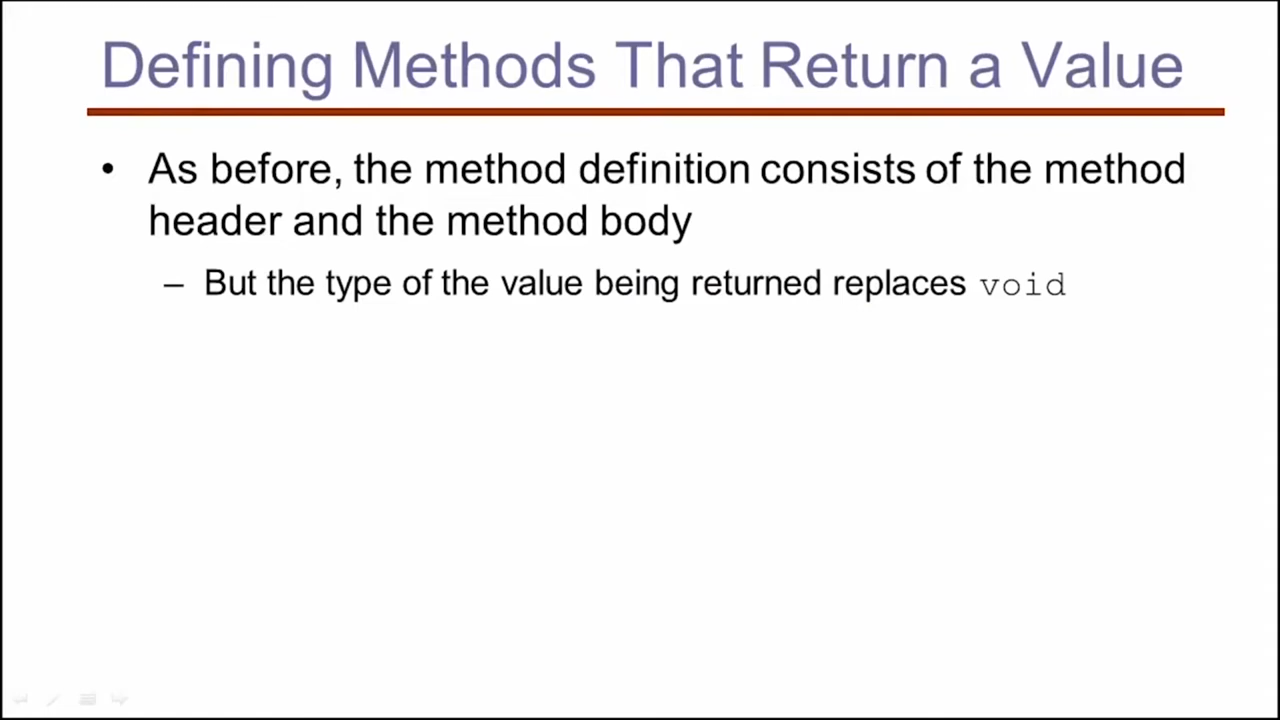 Defining Methods That Return a Value
• As before, the method definition consists of the method
header and the method body
– But the type of the value being returned replaces void